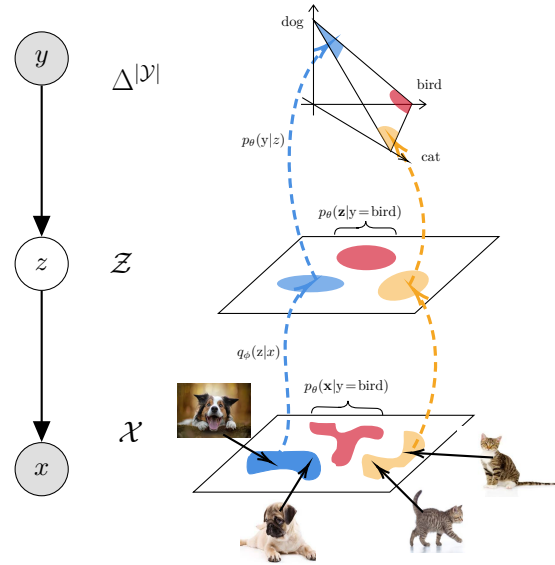 dog
y
Δ^{|𝒴|}
bird
p_θ(y|z)
cat
p_θ(𝐳|y=bird)
z
𝒵
q_ϕ(z|x)
p_θ(𝐱|y=bird)
𝒳
x